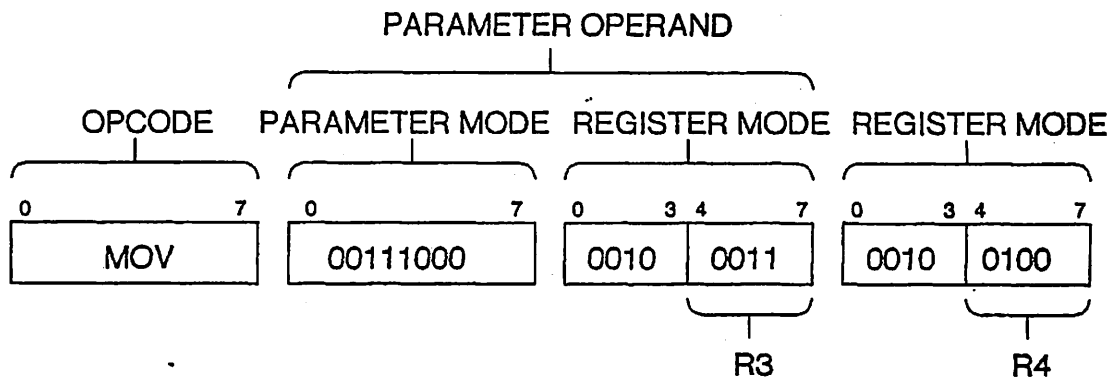 PARAMETER OPERAND
OPCODE PARAMETER MODE REGISTER MODE REGISTER MODE
0 7 0 7 0 3 4 7 0 3 4 7
MOV 00111000 0010 0011 0010 0100
R3 R4